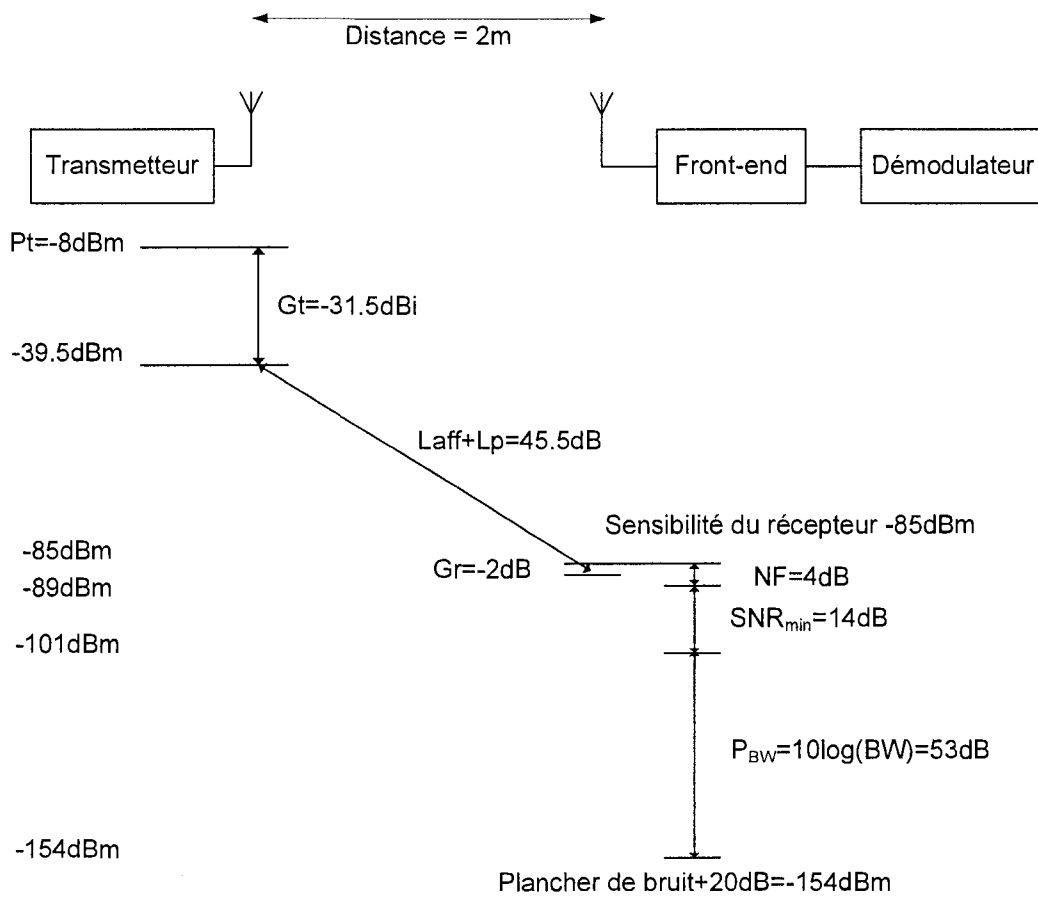 Distance = 2m
Transmetteur
Front-end
Démodulateur
Pt=-8dBm
Gt=-31.5dBi
-39.5dBm
Laff+Lp=45.5dB
Sensibilité du récepteur -85dBm
-85dBm
Gr=-2dB
NF=4dB
-89dBm
SNRmin=14dB
-101dBm
PBW=10log(BW)=53dB
-154dBm
Plancher de bruit+20dB=-154dBm